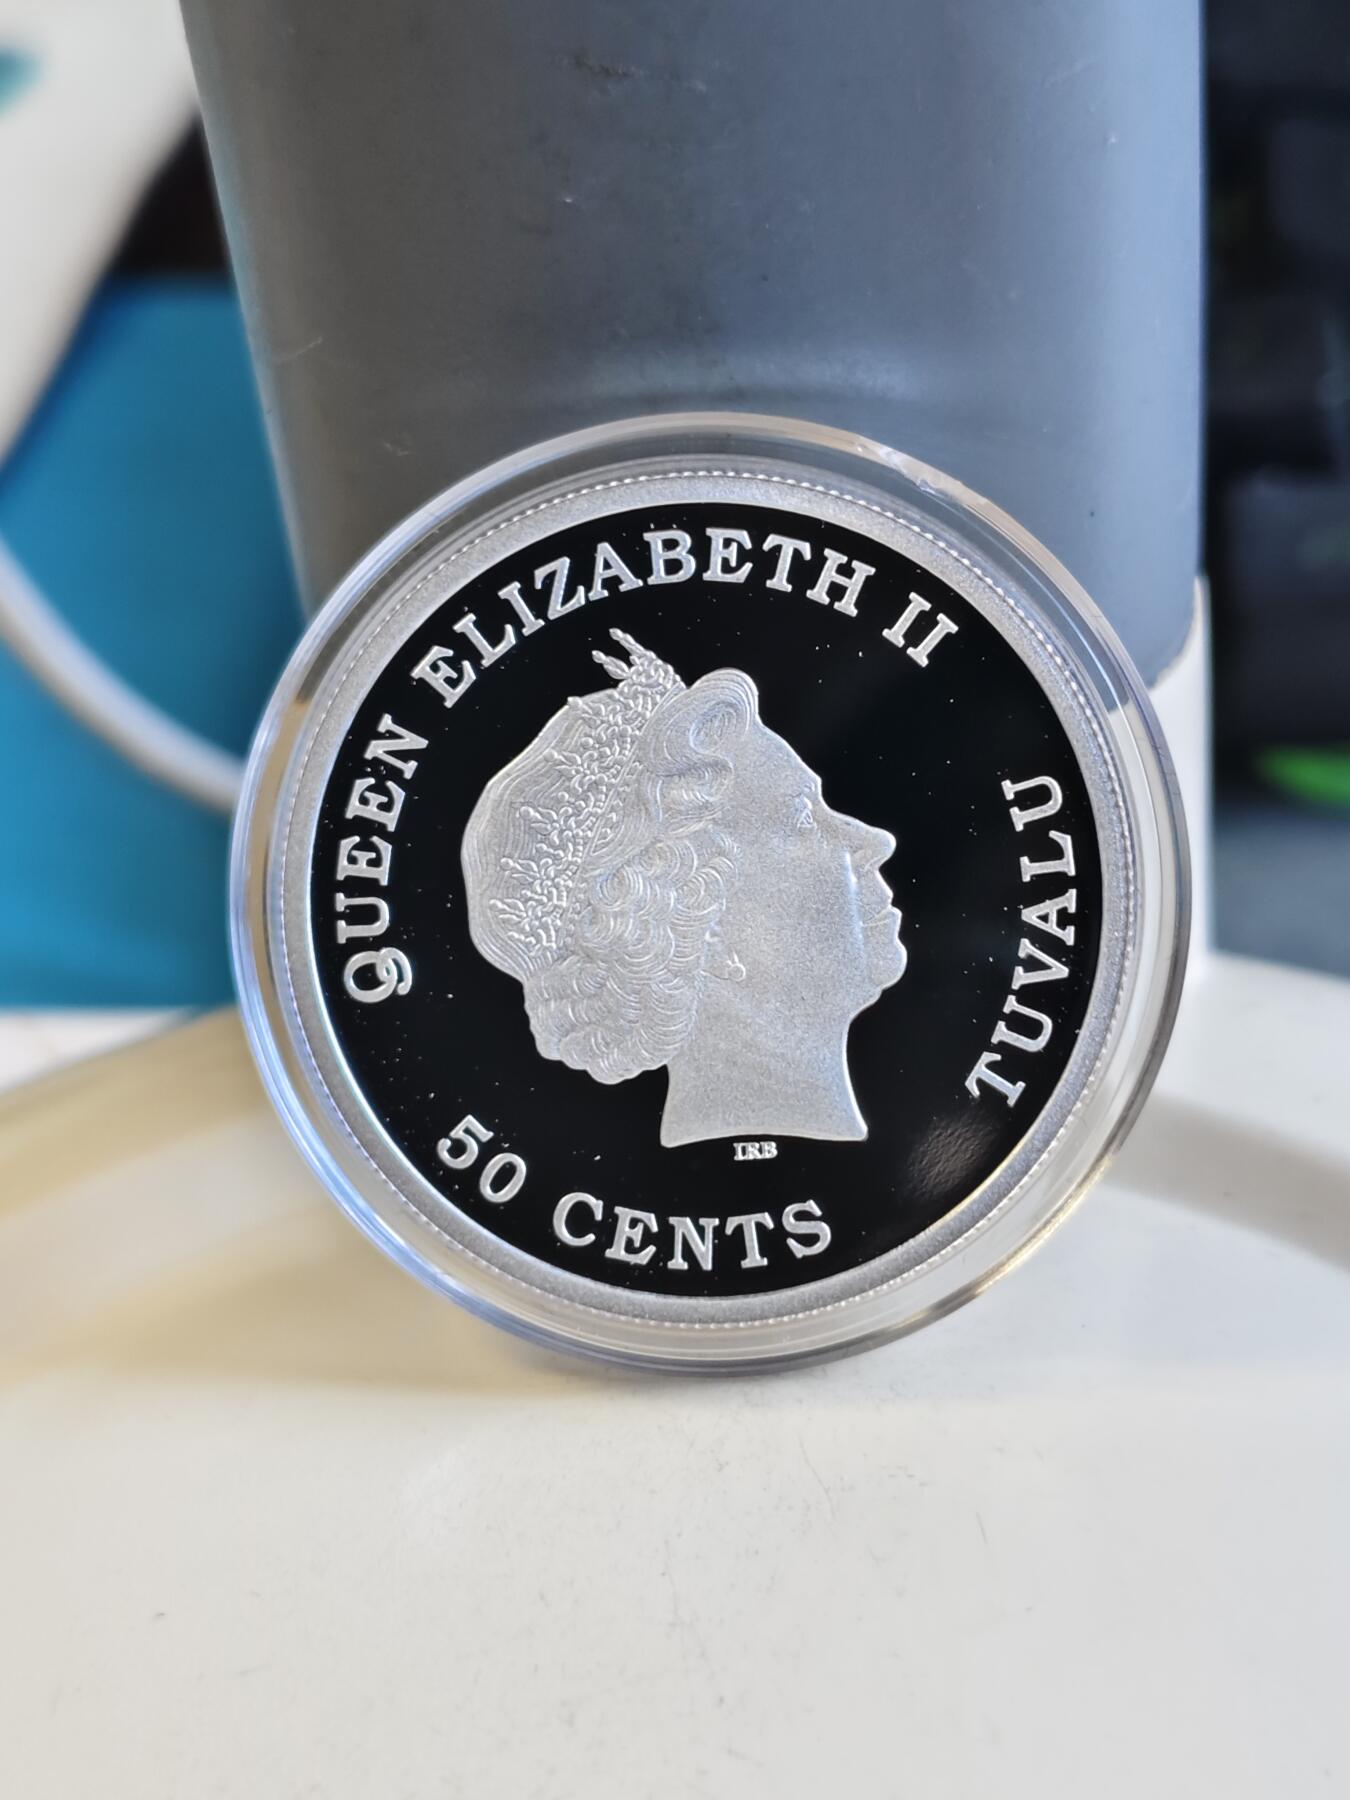 QUEEN ELIZABETH II
TUVALU
IRB
50 CENTS